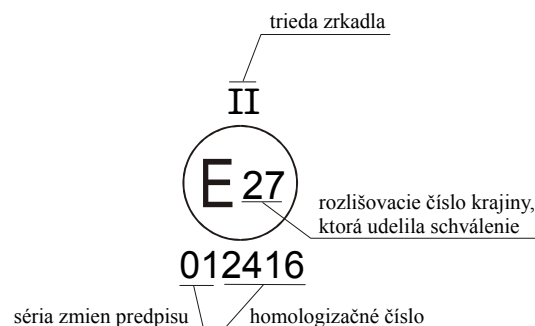 trieda zrkadla
II
E 27
rozlišovacie číslo krajiny,
ktorá udelila schválenie
012416
séria zmien predpisu
homologizačné číslo